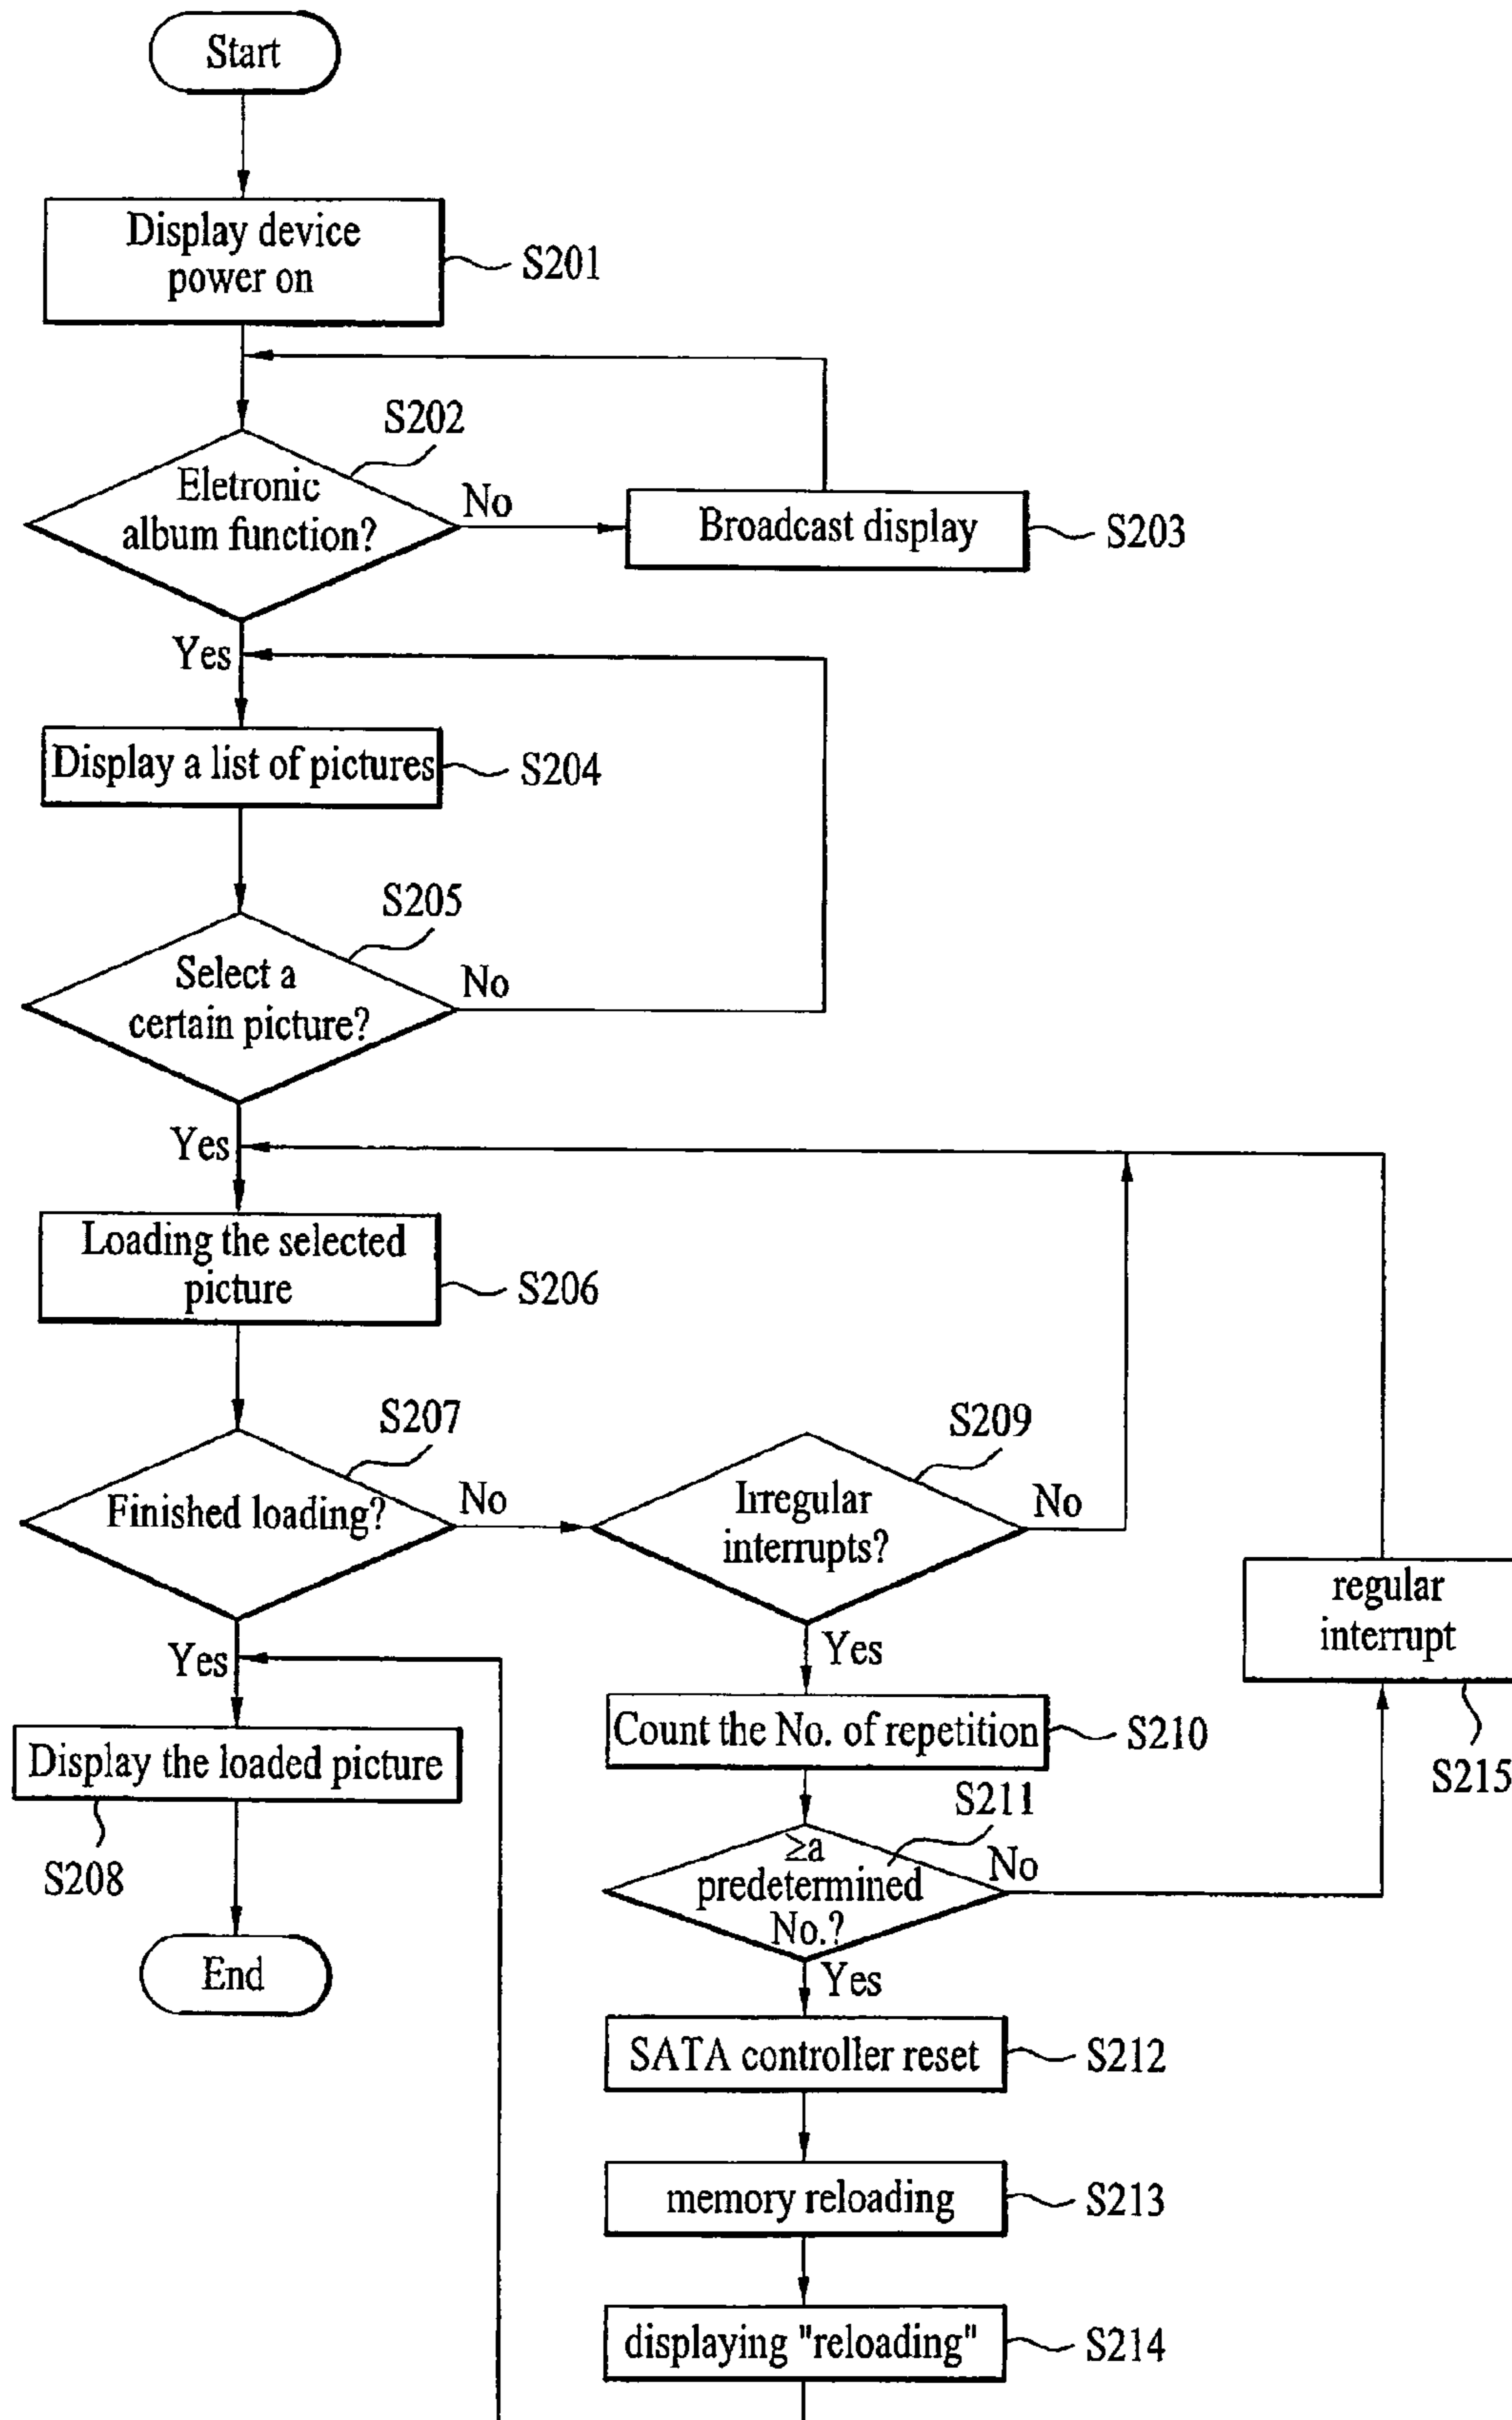 Start
Display device
power on
S201
S202
Eletronic
album function?
No
Broadcast display
S203
Yes
Display a list of pictures
S204
S205
Select a
certain picture?
No
Yes
Loading the selected
picture
S206
S207
Finished loading?
No
S209
Irregular
interrupts?
No
regular
interrupt
S215
Yes
Display the loaded picture
S208
End
Yes
Count the No. of repetition
S210
S211
≥a
predetermined
No.?
No
Yes
SATA controller reset
S212
memory reloading
S213
displaying "reloading"
S214